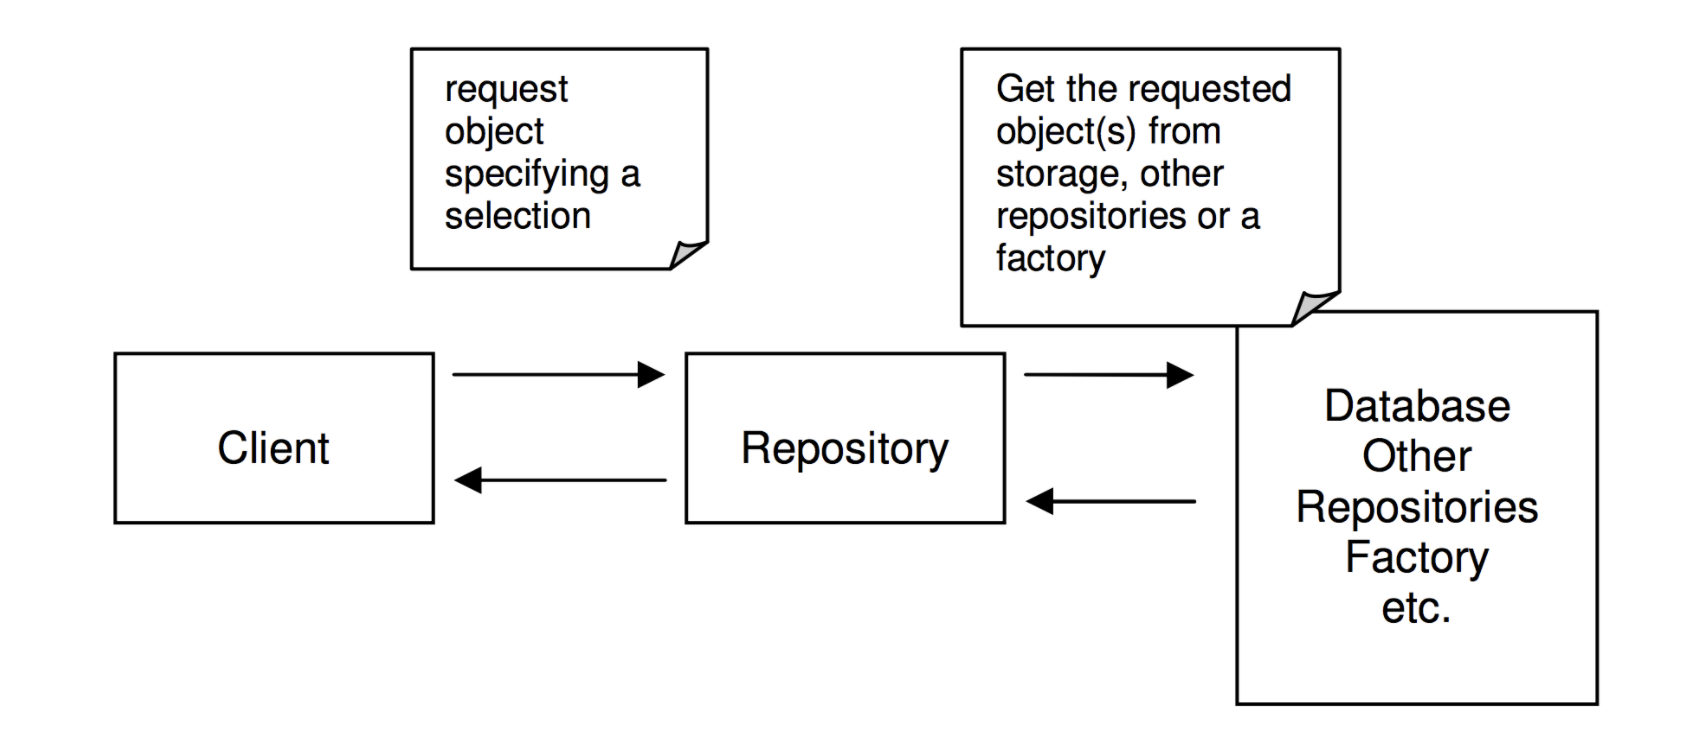 request
object
specifying a
selection
Get the requested
object(s) from
storage, other
repositories or a
factory
Client
Repository
Database
Other
Repositories
Factory
etc.